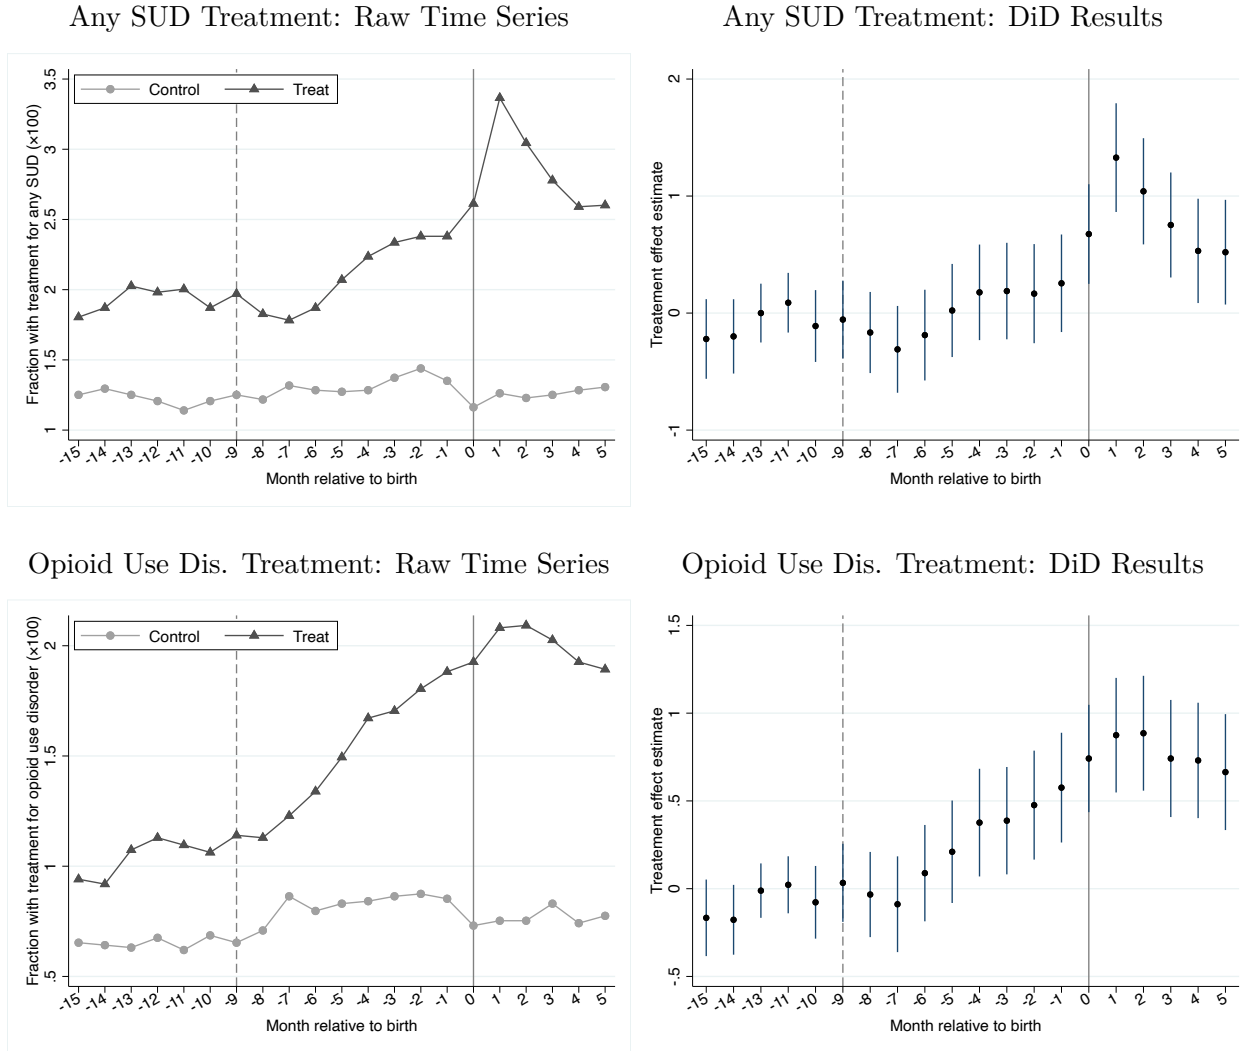 Any SUD Treatment: Raw Time Series
Any SUD Treatment: DiD Results
Fraction with treatment for any SUD (×100)
3.5
3
2.5
2
1.5
1
Control
Treat
-15 -14 -13 -12 -11 -10 -9 -8 -7 -6 -5 -4 -3 -2 -1 0 1 2 3 4 5
Month relative to birth
Treatement effect estimate
2
1
0
-1
-15 -14 -13 -11 -10 -9 -8 -7 -6 -5 -4 -3 -2 -1 0 1 2 3 4 5
Month relative to birth
Opioid Use Dis. Treatment: Raw Time Series
Opioid Use Dis. Treatment: DiD Results
Fraction with treatment for opioid use disorder (×100)
2
1.5
1
.5
Control
Treat
-15 -14 -13 -12 -11 -10 -9 -8 -7 -6 -5 -4 -3 -2 -1 0 1 2 3 4 5
Month relative to birth
Treatement effect estimate
1.5
1
.5
0
-.5
-15 -14 -13 -11 -10 -9 -8 -7 -6 -5 -4 -3 -2 -1 0 1 2 3 4 5
Month relative to birth